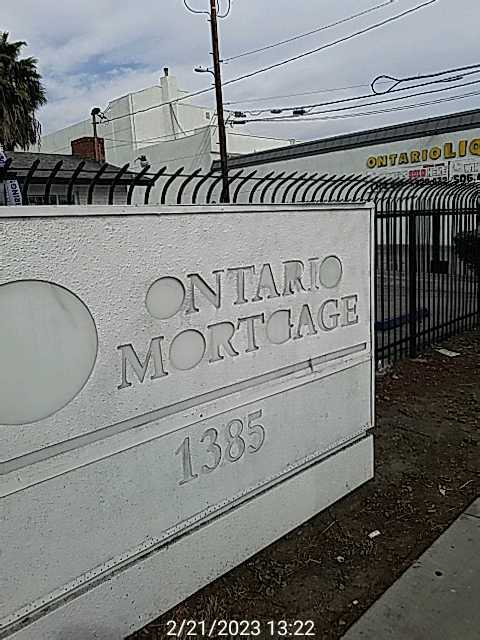 ONTARIO LIQ
ONTARIO
MORTGAGE
1385
2/21/2023 13:22